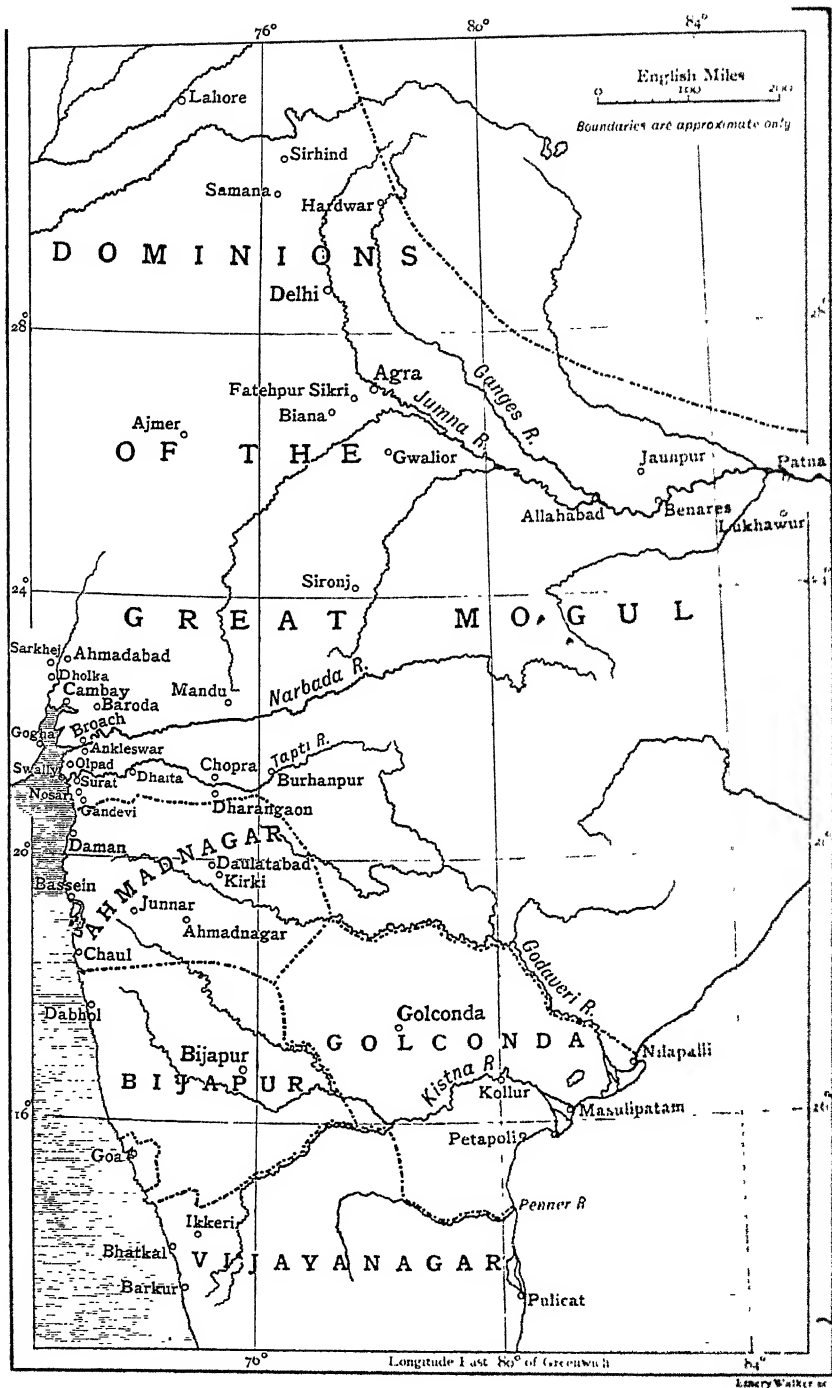 76°
80°
84°
English Miles
0 100 200
Boundaries are approximate only
Lahore
Sirhind
Samana
Hardwar
DOMINIONS
Delhi
28°
Agra
Fatehpur Sikri
Biana
Jumna R.
Ganges R.
Ajmer
OF THE
Gwalior
Jaunpur
Patna
Allahabad
Benares
Lukhawur
Sironj
24°
GREAT MOGUL
Sarkhej
Ahmadabad
Dholka
Cambay
Baroda
Mandu
Narbada R.
Gogha
Broach
Ankleswar
Swally
Olpad
Surat
Dhaita
Chopra
Tapti R.
Burhanpur
Nosari
Gandevi
Dharangaon
AHMADNAGAR
Daman
20°
Daulatabad
Kirki
Bassein
Junnar
Ahmadnagar
Chaul
Godaveri R.
Dabhol
Golconda
GOLCONDA
Nilapalli
Bijapur
BIJAPUR
Kistna R
Kollur
Masulipatam
16°
16°
Petapoli
Goa
Penner R
Ikkeri
Bhatkal
VIJAYANAGAR
Barkur
Pulicat
76°
Longitude East 80° of Greenwich
84°
Emery Walker sc